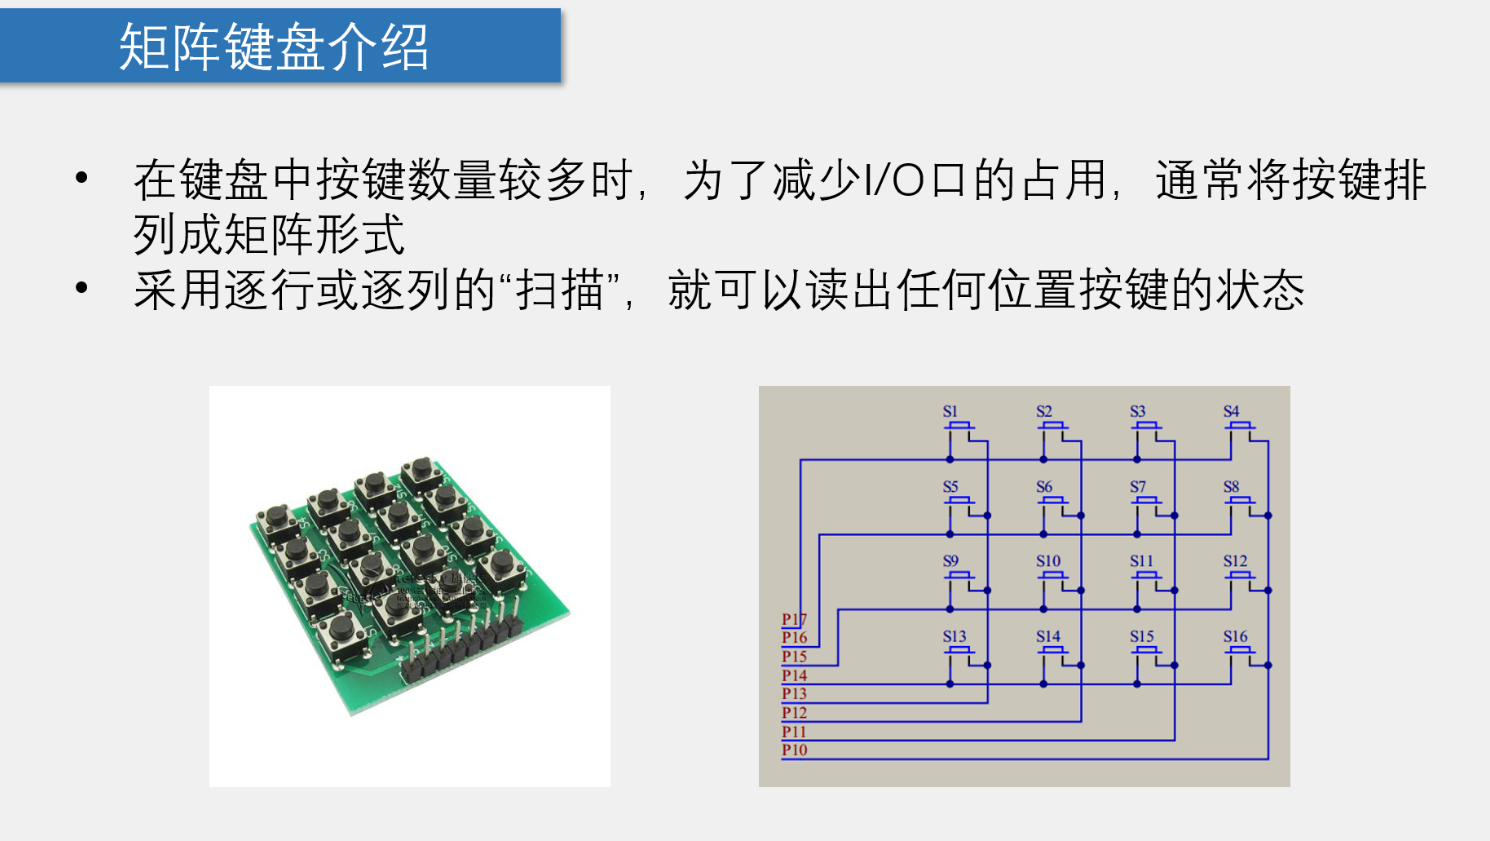 矩阵键盘介绍
• 在键盘中按键数量较多时，为了减少I/O口的占用，通常将按键排
列成矩阵形式
• 采用逐行或逐列的“扫描”，就可以读出任何位置按键的状态
S1 S2 S3 S4
S5 S6 S7 S8
S9 S10 S11 S12
S13 S14 S15 S16
P17
P16
P15
P14
P13
P12
P11
P10